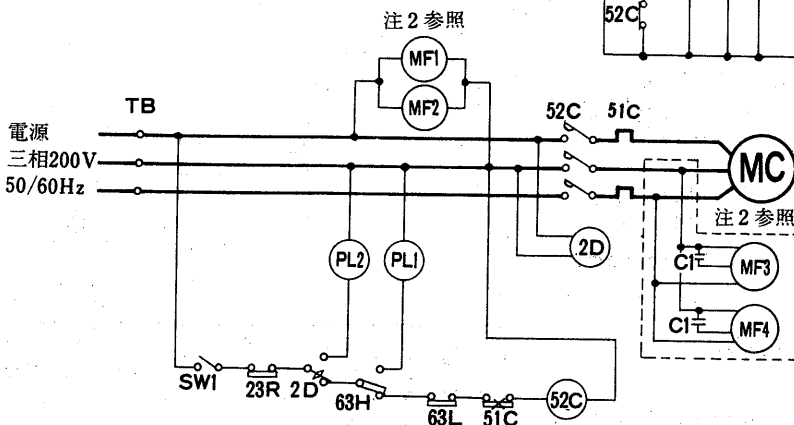 注2参照
52C
MF1
MF2
TB
52C
51C
電源
三相200V
50/60Hz
MC
注2参照
2D
PL2
PL1
C1
MF3
C1
MF4
SW1
23R
2D
63H
63L
51C
52C